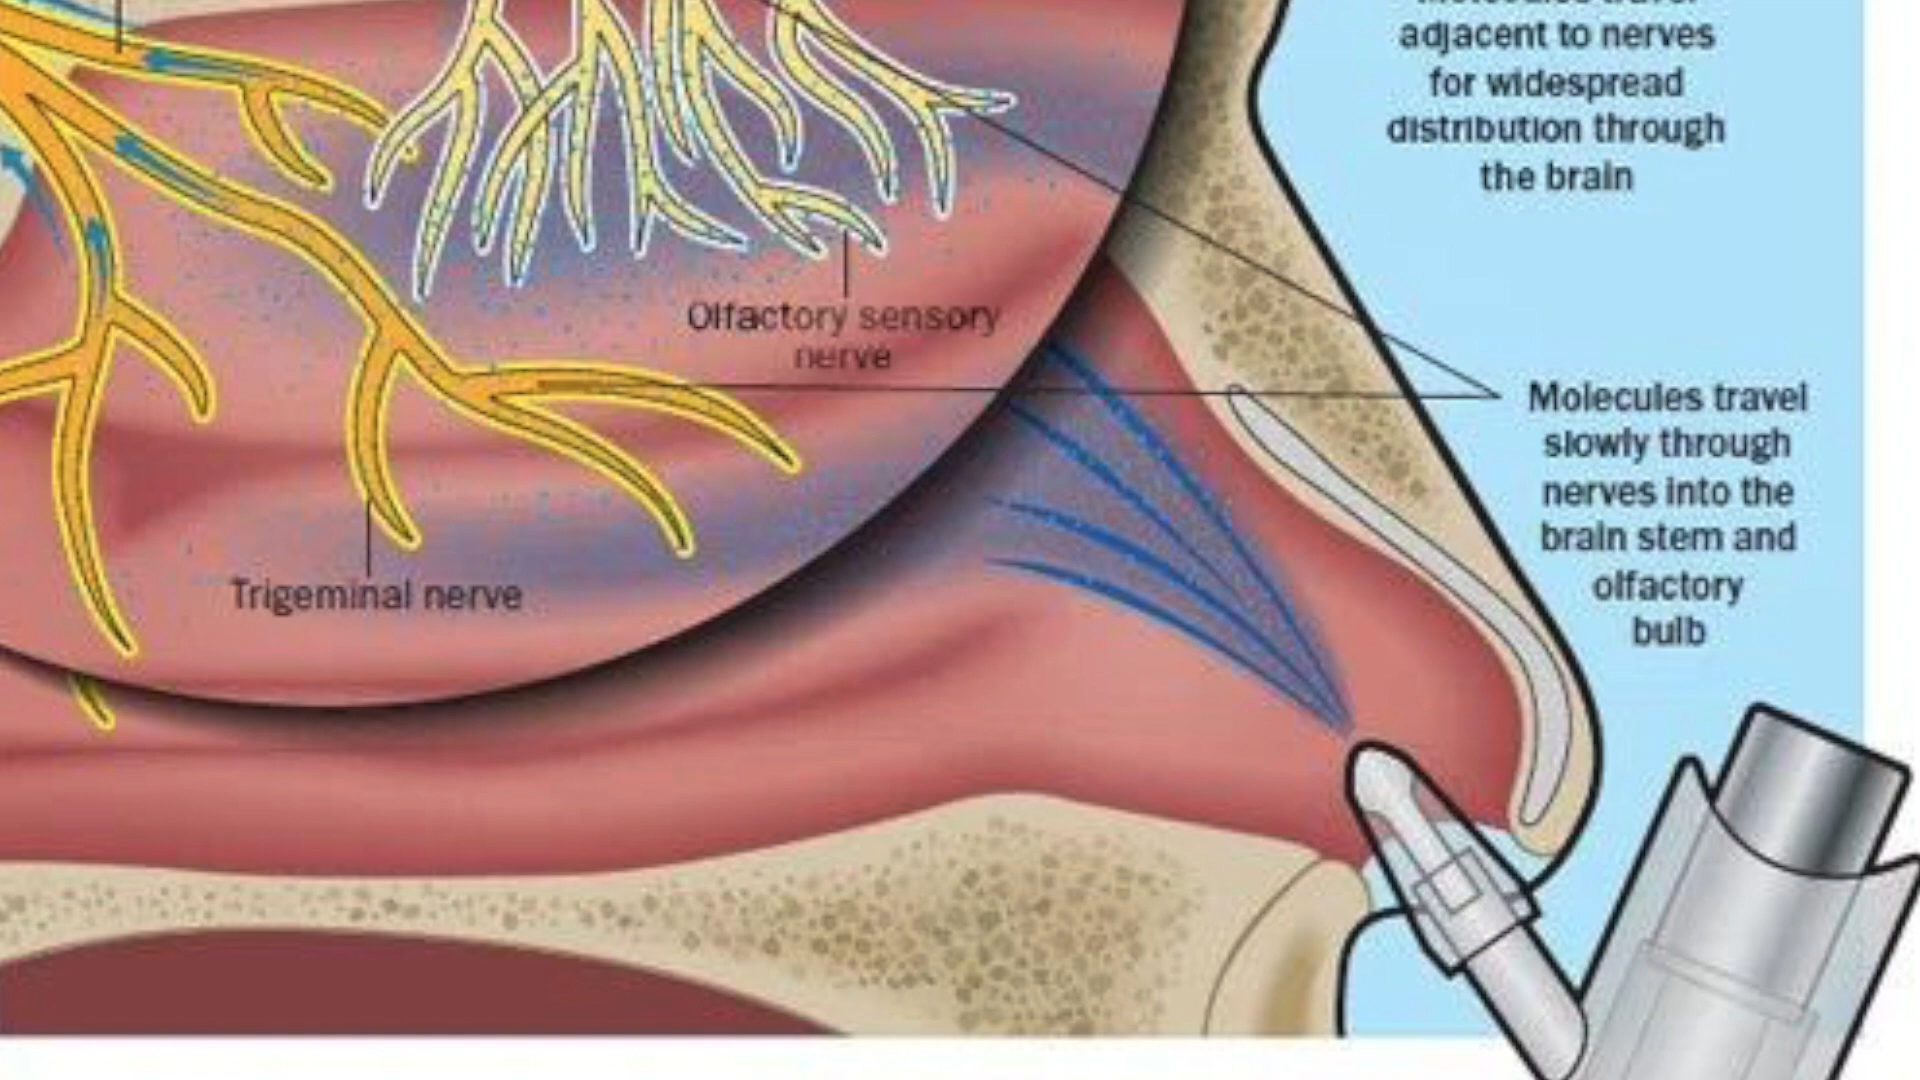 adjacent to nerves
for widespread
distribution through
the brain
Olfactory sensory
nerve
Molecules travel
slowly through
nerves into the
brain stem and
olfactory
bulb
Trigeminal nerve